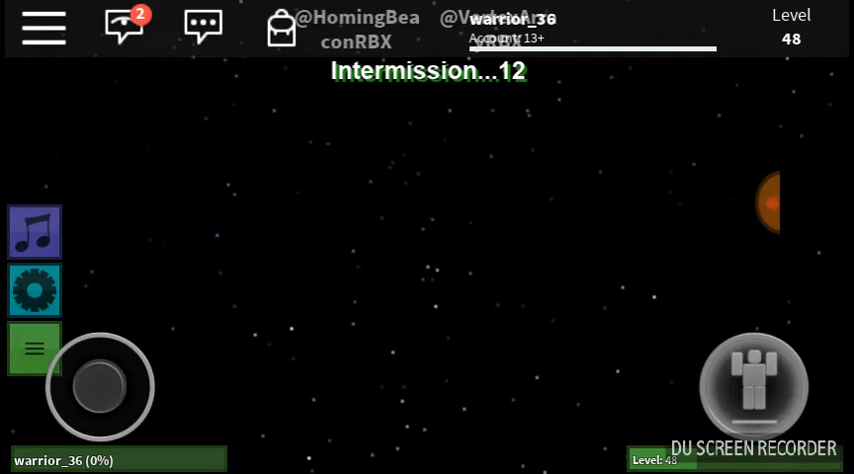 2
@HomingBea
conRBX
warrior_36
Account: 13+
Level
48
Intermission...12
warrior_36 (0%)
Level: 48
DU SCREEN RECORDER